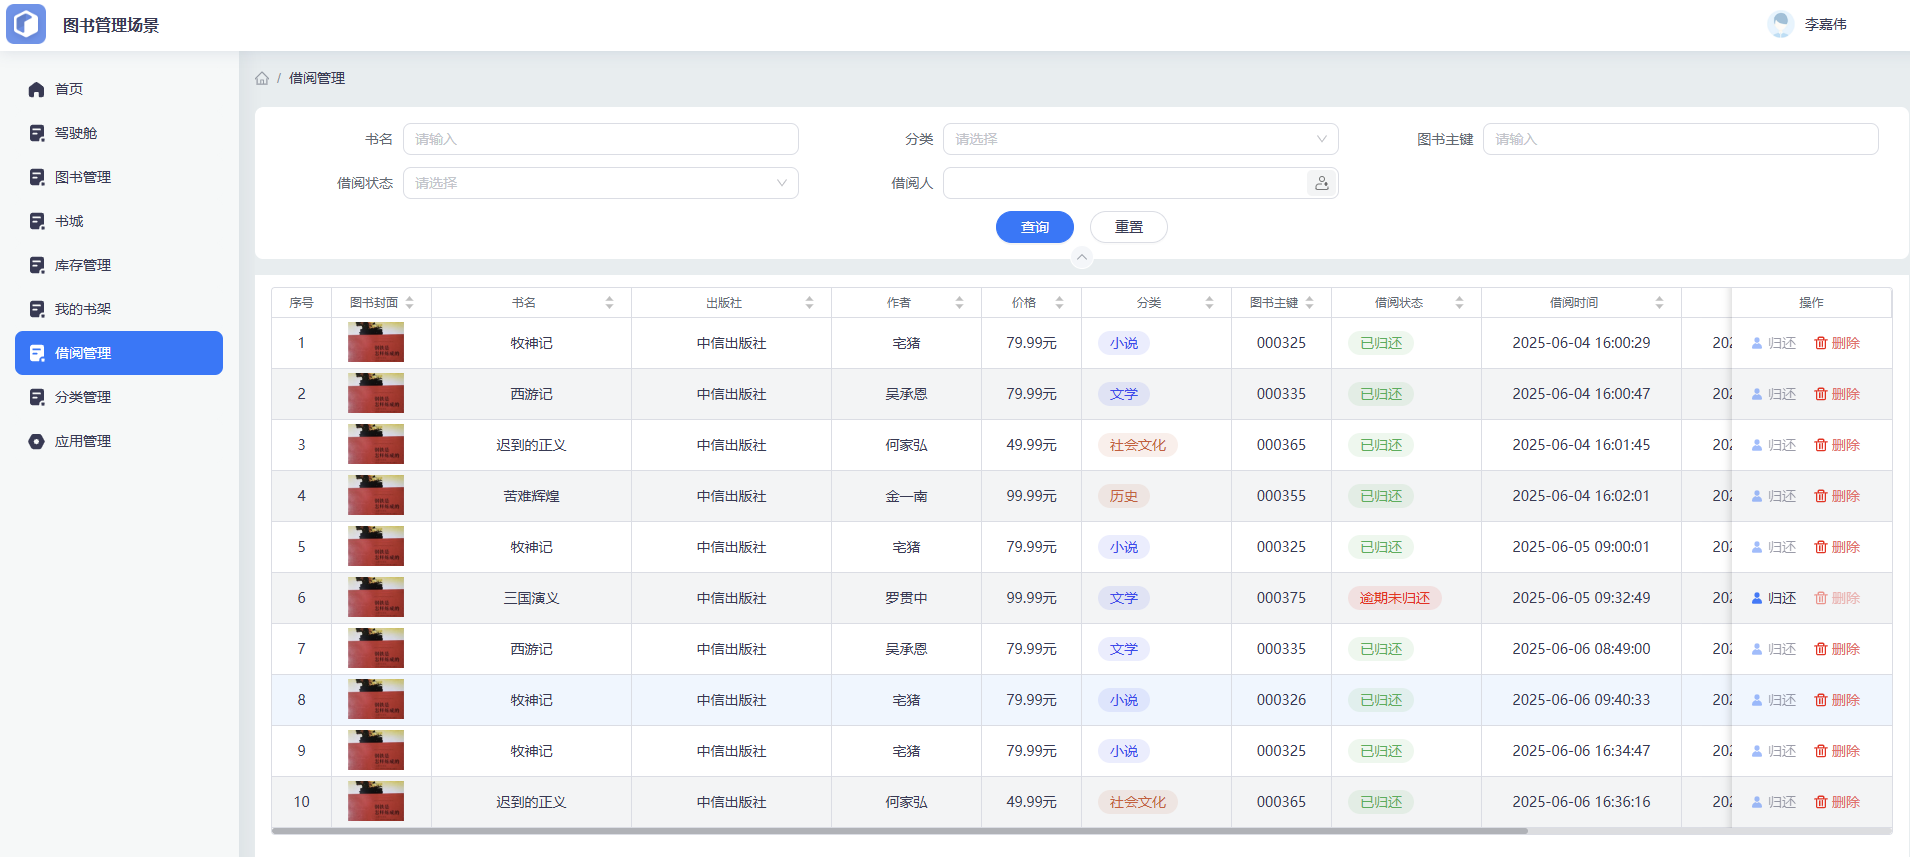 图书管理场景
李嘉伟
首页
驾驶舱
图书管理
书城
库存管理
我的书架
借阅管理
分类管理
应用管理
/ 借阅管理
书名 请输入 分类 请选择 图书主键 请输入
借阅状态 请选择 借阅人
查询 重置
序号 图书封面 书名 出版社 作者 价格 分类 图书主键 借阅状态 借阅时间 操作
1 牧神记 中信出版社 宅猪 79.99元 小说 000325 已归还 2025-06-04 16:00:29 202 归还 删除
2 西游记 中信出版社 吴承恩 79.99元 文学 000335 已归还 2025-06-04 16:00:47 202 归还 删除
3 迟到的正义 中信出版社 何家弘 49.99元 社会文化 000365 已归还 2025-06-04 16:01:45 202 归还 删除
4 苦难辉煌 中信出版社 金一南 99.99元 历史 000355 已归还 2025-06-04 16:02:01 202 归还 删除
5 牧神记 中信出版社 宅猪 79.99元 小说 000325 已归还 2025-06-05 09:00:01 202 归还 删除
6 三国演义 中信出版社 罗贯中 99.99元 文学 000375 逾期未归还 2025-06-05 09:32:49 202 归还 删除
7 西游记 中信出版社 吴承恩 79.99元 文学 000335 已归还 2025-06-06 08:49:00 202 归还 删除
8 牧神记 中信出版社 宅猪 79.99元 小说 000326 已归还 2025-06-06 09:40:33 202 归还 删除
9 牧神记 中信出版社 宅猪 79.99元 小说 000325 已归还 2025-06-06 16:34:47 202 归还 删除
10 迟到的正义 中信出版社 何家弘 49.99元 社会文化 000365 已归还 2025-06-06 16:36:16 202 归还 删除